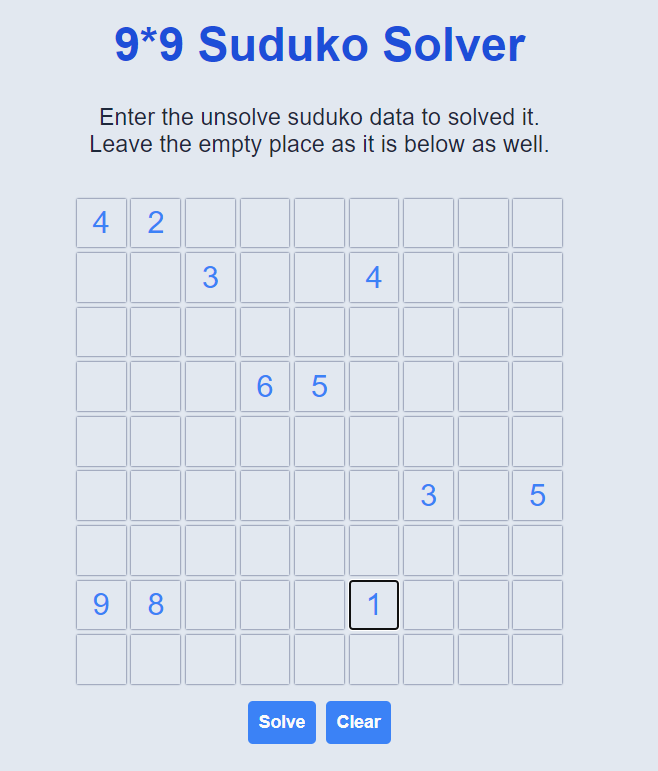 9*9 Suduko Solver
Enter the unsolve suduko data to solved it.
Leave the empty place as it is below as well.
4 2
3 4
6 5
3 5
9 8 1
Solve Clear